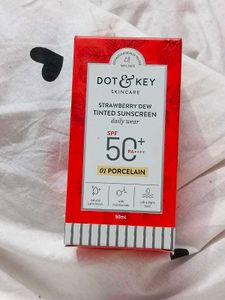 DOT & KEY
SKINCARE
STRAWBERRY DEW
TINTED SUNSCREEN
daily wear
SPF
50+
PA++++
01 PORCELAIN
50ml